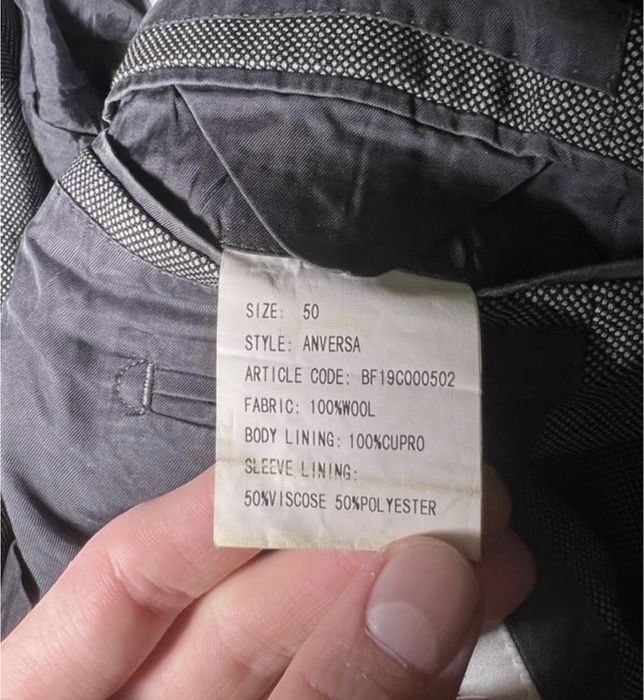 SIZE: 50
STYLE: ANVERSA
ARTICLE CODE: BF19C000502
FABRIC: 100%WOOL
BODY LINING: 100%CUPRO
SLEEVE LINING:
50%VISCOSE 50%POLYESTER